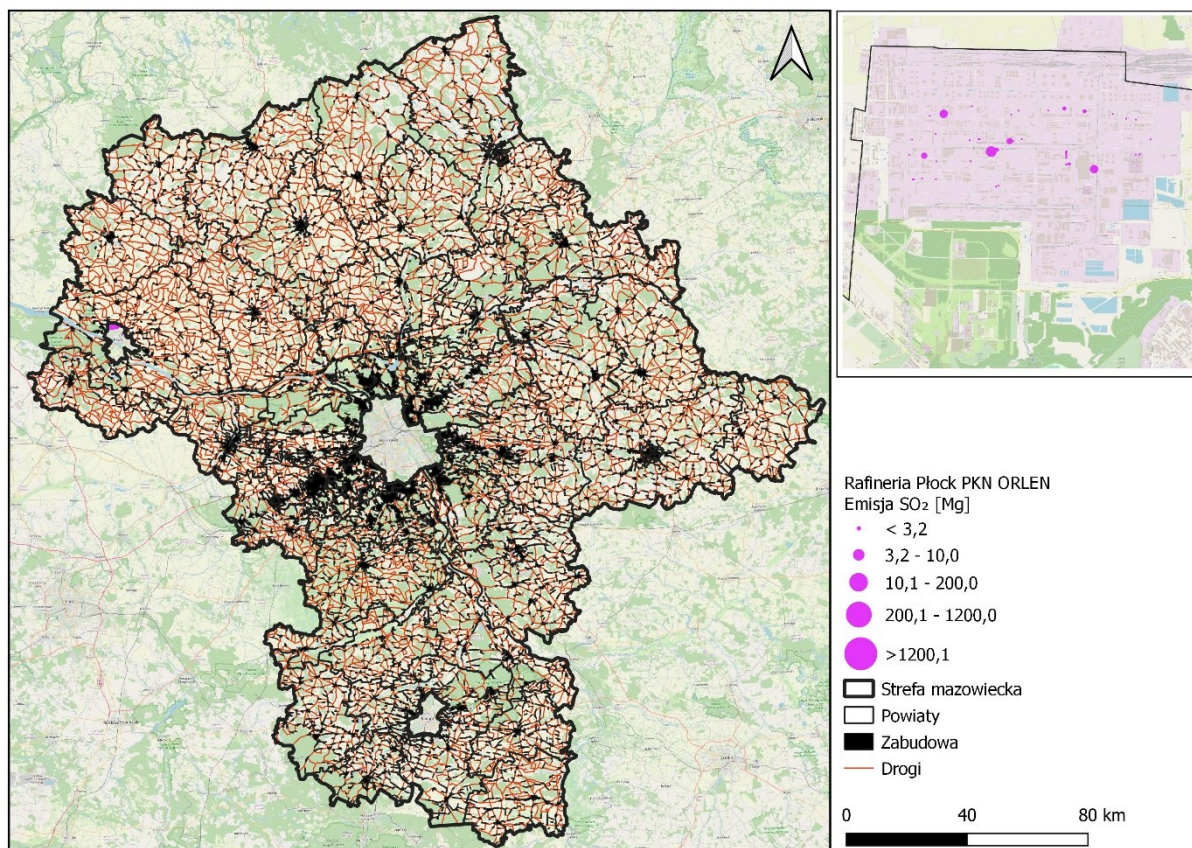 Rafineria Płock PKN ORLEN
Emisja SO₂ [Mg]
< 3,2
3,2 - 10,0
10,1 - 200,0
200,1 - 1200,0
>1200,1
Strefa mazowiecka
Powiaty
Zabudowa
Drogi
0 40 80 km